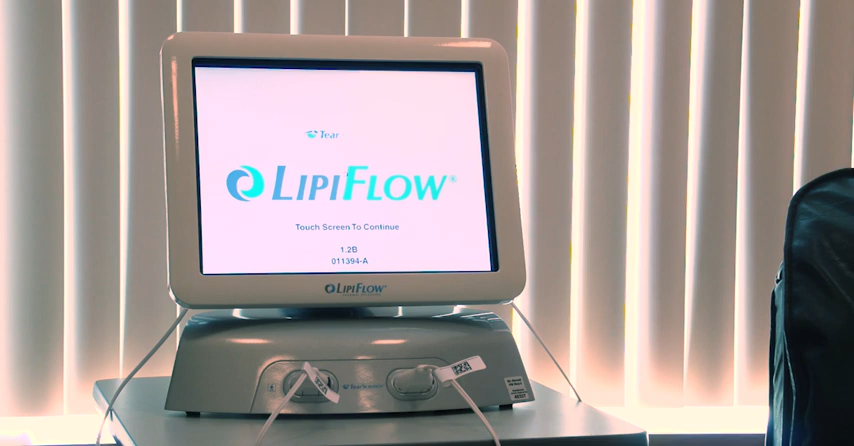 Tear
LIPIFLOW®
Touch Screen To Continue
1.2B
011394-A
LIPIFLOW
TearScience